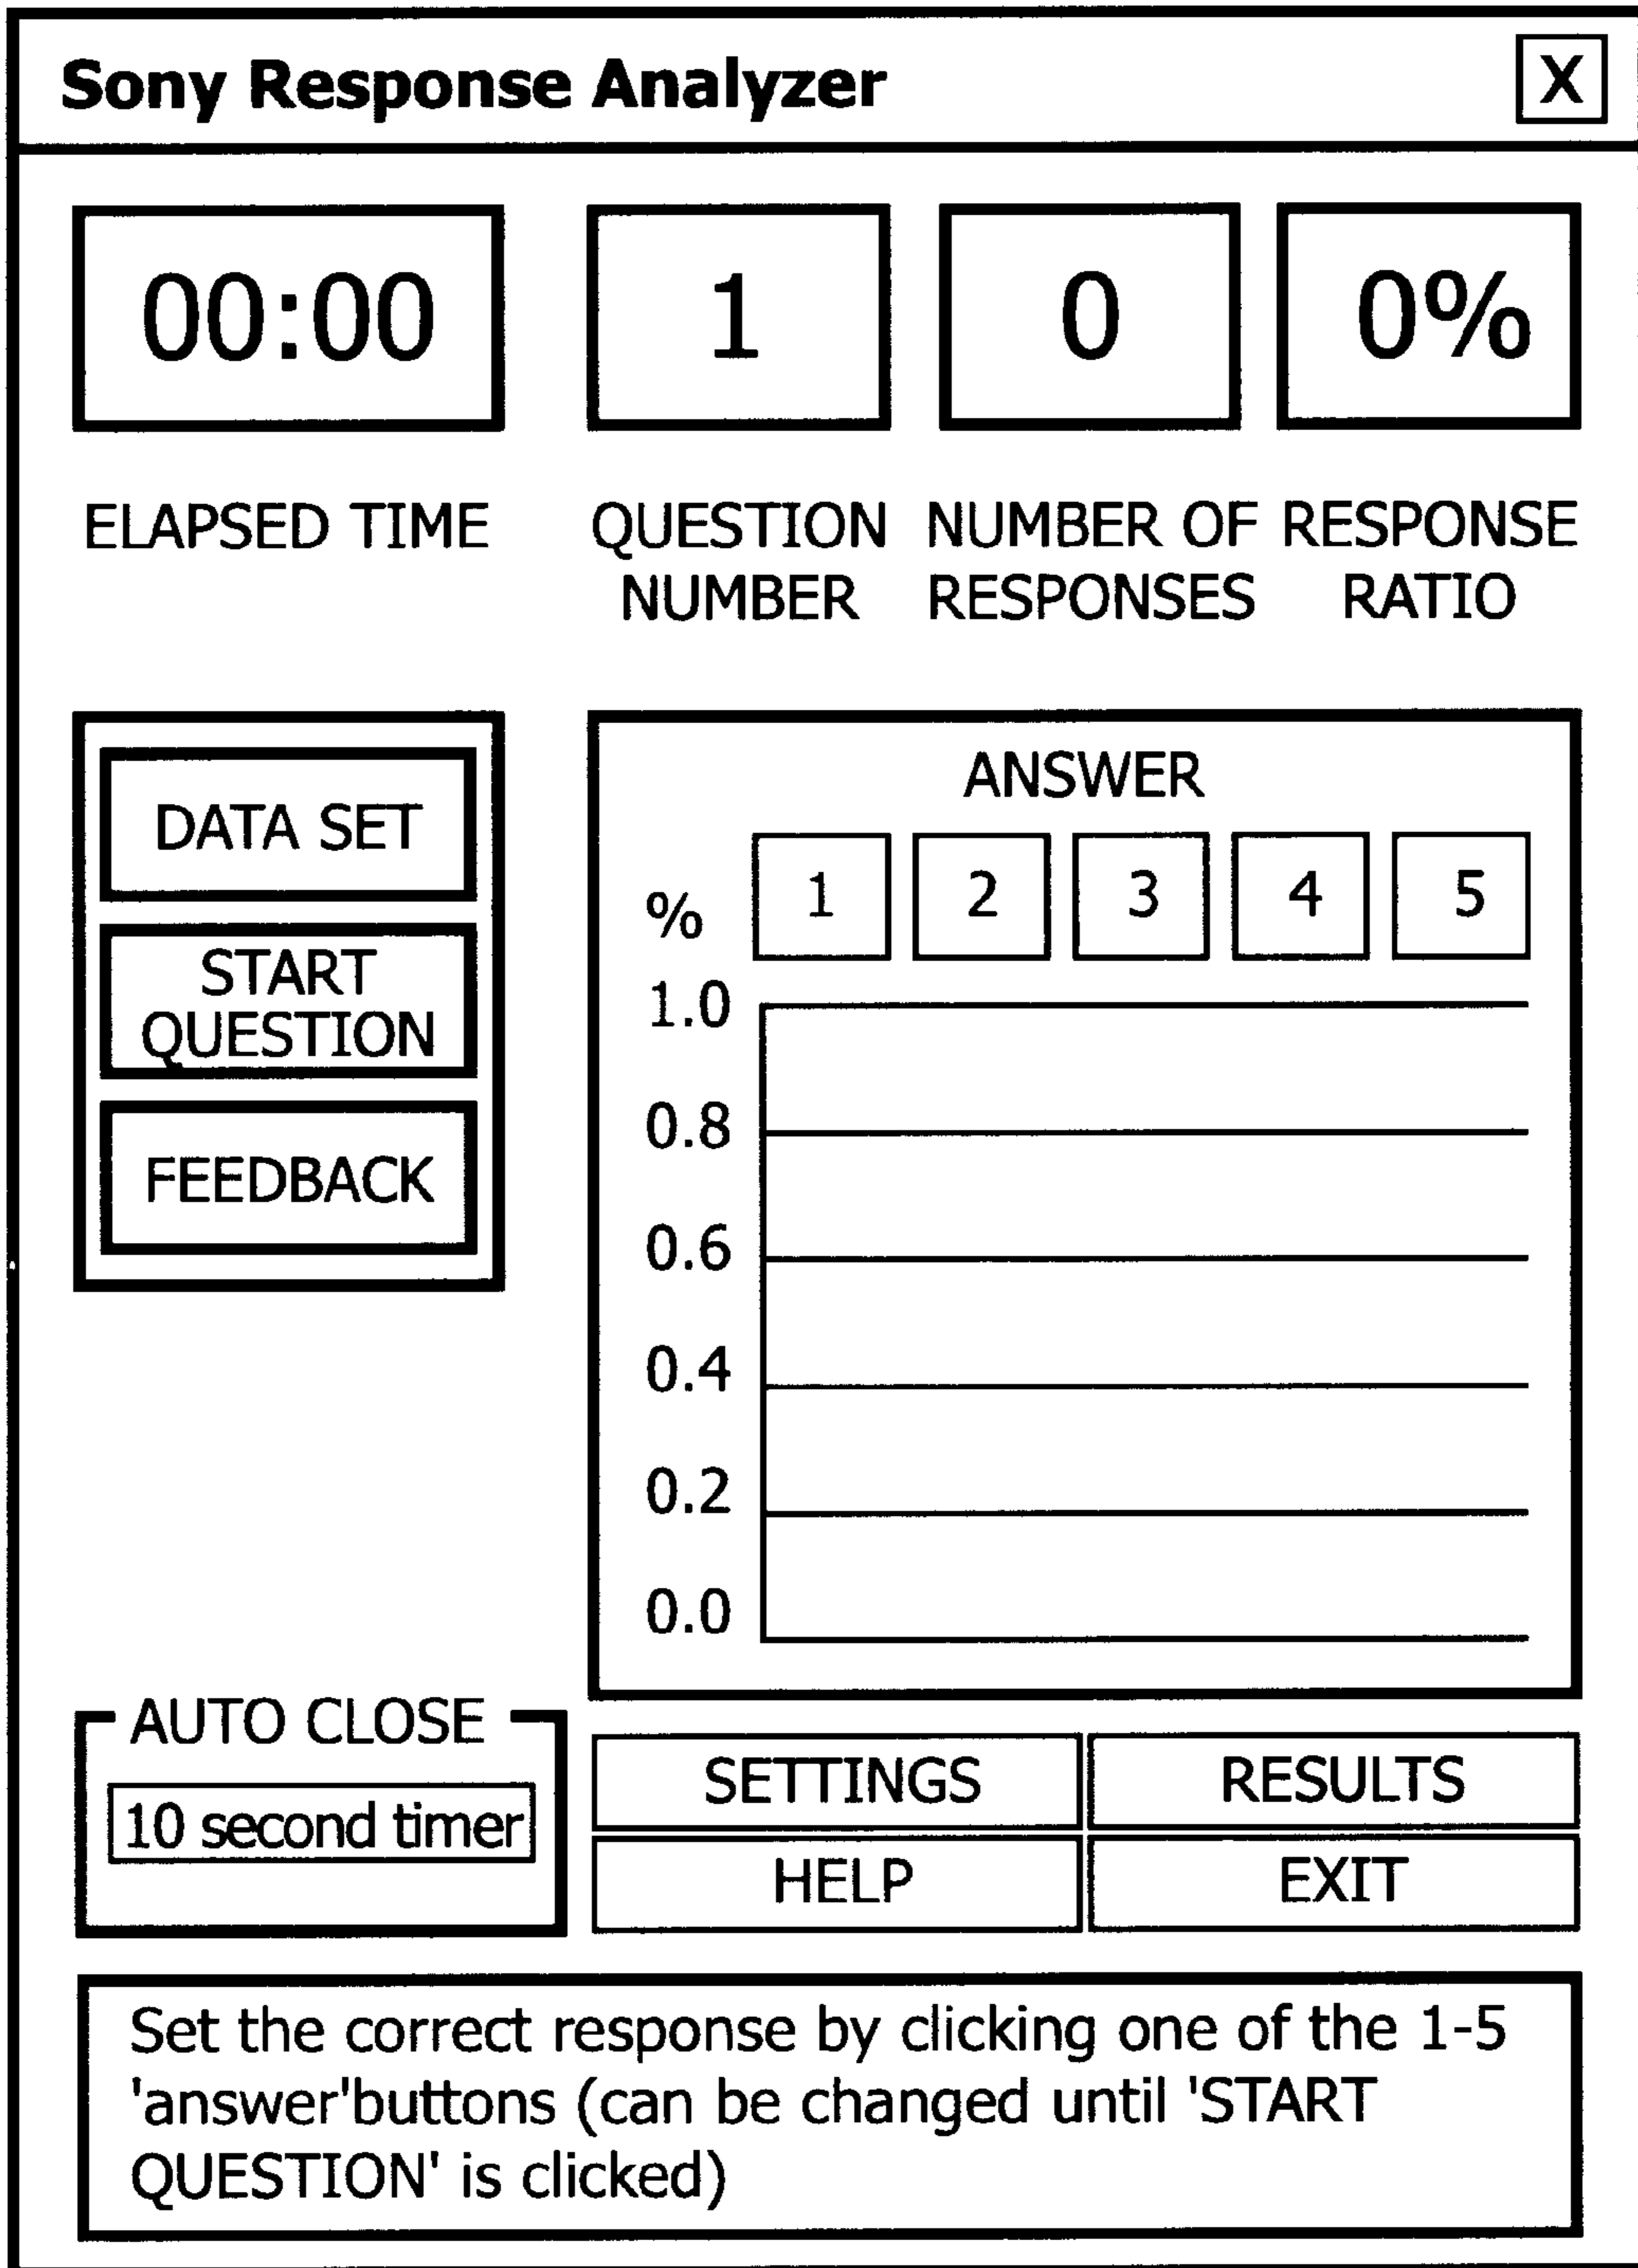 Sony Response Analyzer X
00:00 1 0 0%
ELAPSED TIME QUESTION NUMBER OF RESPONSE
NUMBER RESPONSES RATIO
DATA SET
START
QUESTION
FEEDBACK
ANSWER
% 1 2 3 4 5
1.0
0.8
0.6
0.4
0.2
0.0
AUTO CLOSE
10 second timer
SETTINGS RESULTS
HELP EXIT
Set the correct response by clicking one of the 1-5
'answer'buttons (can be changed until 'START
QUESTION' is clicked)